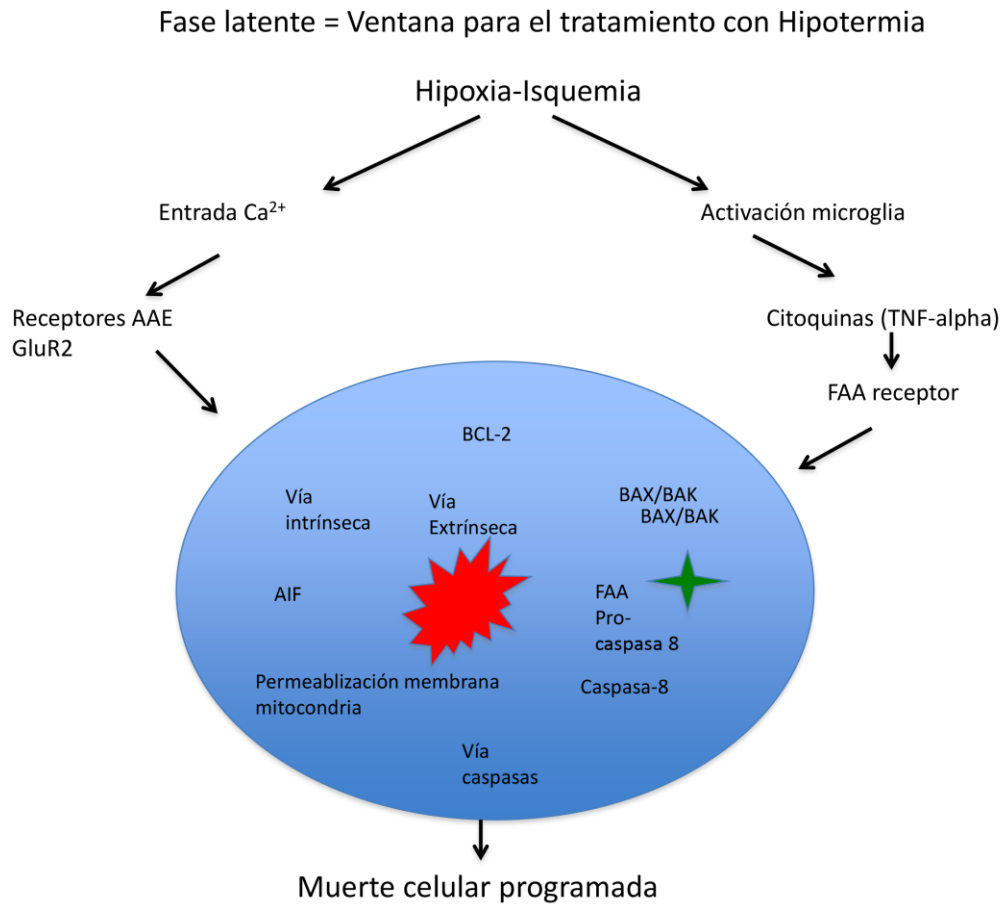 Fase latente = Ventana para el tratamiento con Hipotermia
Hipoxia-Isquemia
Entrada Ca²⁺
Activación microglia
Receptores AAE
GluR2
Citoquinas (TNF-alpha)
FAA receptor
BCL-2
Vía
intrínseca
Vía
Extrínseca
BAX/BAK
BAX/BAK
AIF
FAA
Pro-
caspasa 8
Permeablización membrana
mitocondria
Caspasa-8
Vía
caspasas
Muerte celular programada